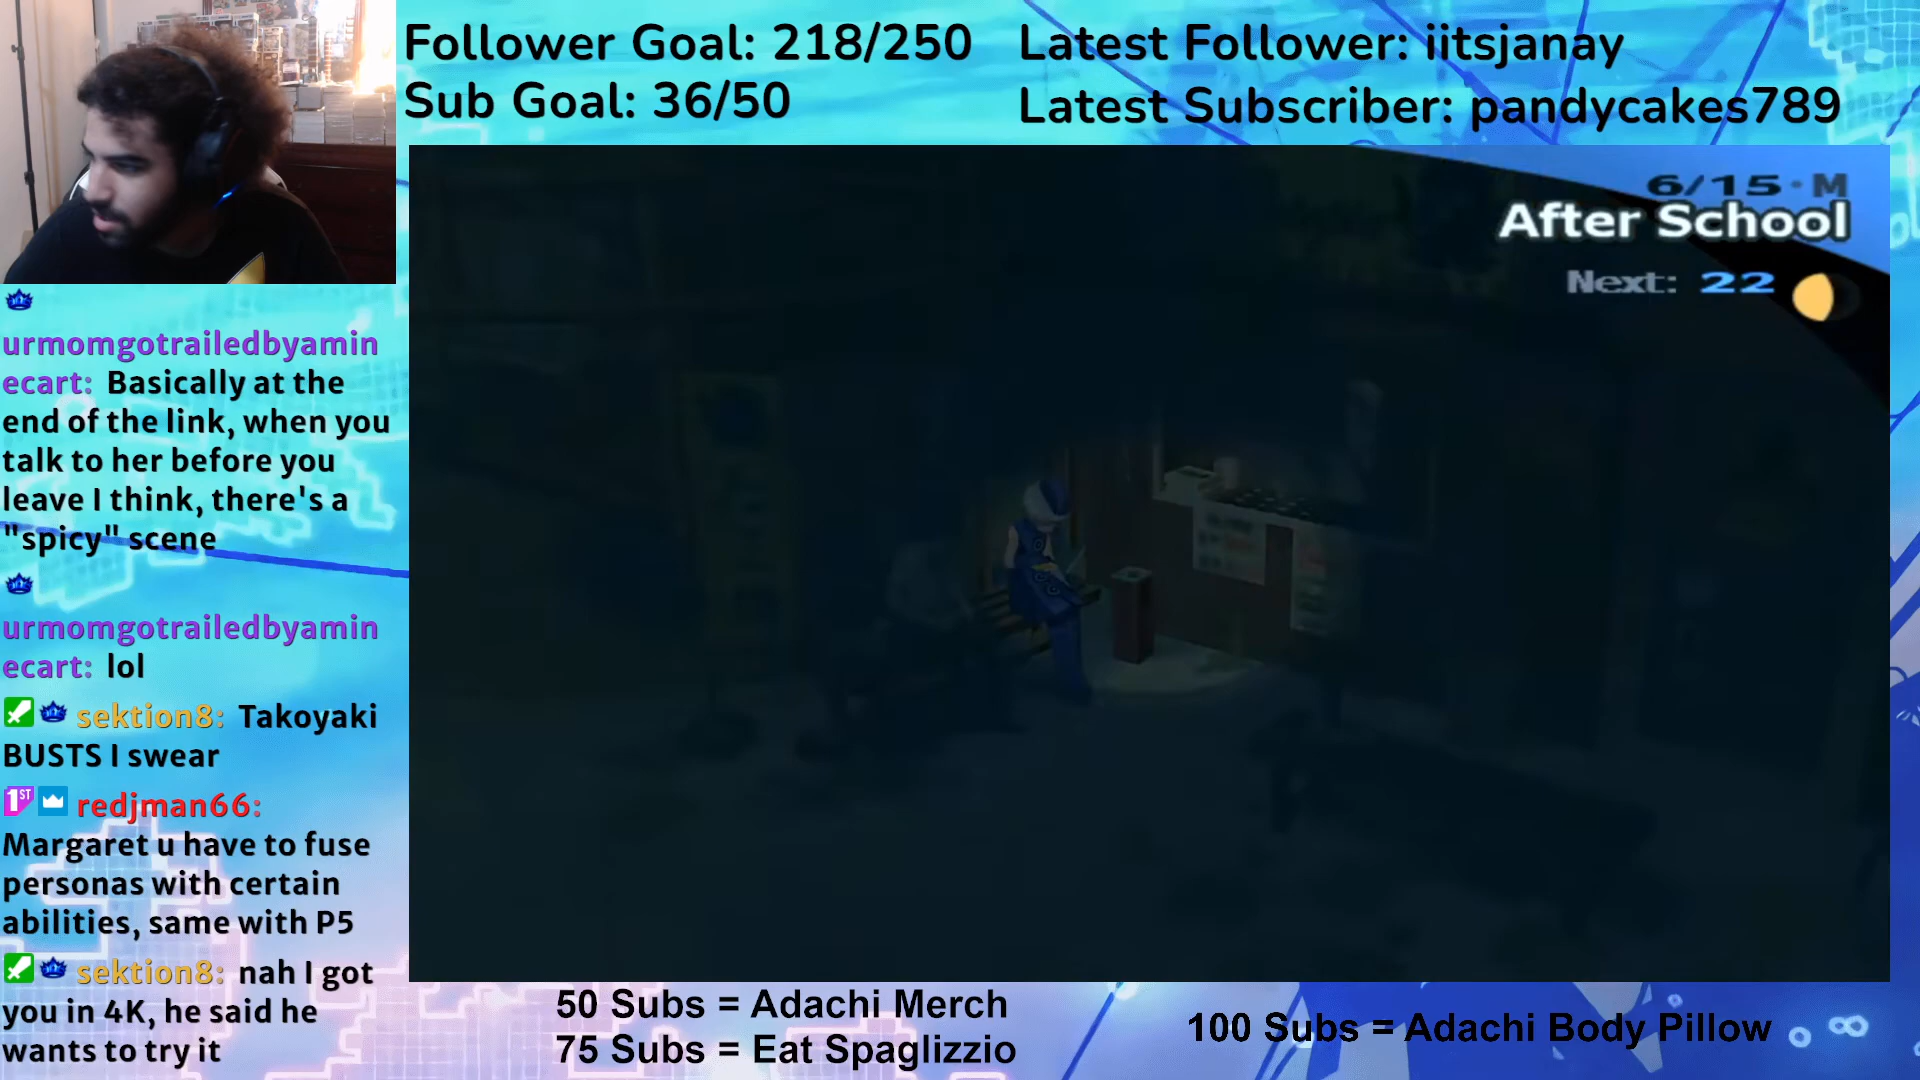 Follower Goal: 218/250
Sub Goal: 36/50
Latest Follower: iitsjanay
Latest Subscriber: pandycakes789
6/15·M
After School
Next: 22
urmomgotrailedbyamin
ecart: Basically at the
end of the link, when you
talk to her before you
leave I think, there's a
"spicy" scene
urmomgotrailedbyamin
ecart: lol
sektion8: Takoyaki
BUSTS I swear
1ST redjman66:
Margaret u have to fuse
personas with certain
abilities, same with P5
sektion8: nah I got
you in 4K, he said he
wants to try it
50 Subs = Adachi Merch
75 Subs = Eat Spaglizzio
100 Subs = Adachi Body Pillow